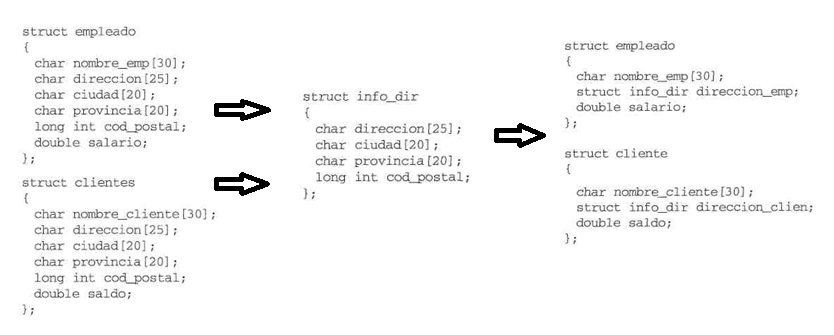 struct empleado
{
char nombre_emp[30];
char direccion[25];
char ciudad[20];
char provincia[20];
long int cod_postal;
double salario;
};
struct clientes
{
char nombre_cliente[30];
char direccion[25];
char ciudad[20];
char provincia[20];
long int cod_postal;
double saldo;
};
struct info_dir
{
char direccion[25];
char ciudad[20];
char provincia[20];
long int cod_postal;
};
struct empleado
{
char nombre_emp[30];
struct info_dir direccion_emp;
double salario;
};
struct cliente
{
char nombre_cliente[30];
struct info_dir direccion_clien;
double saldo;
};